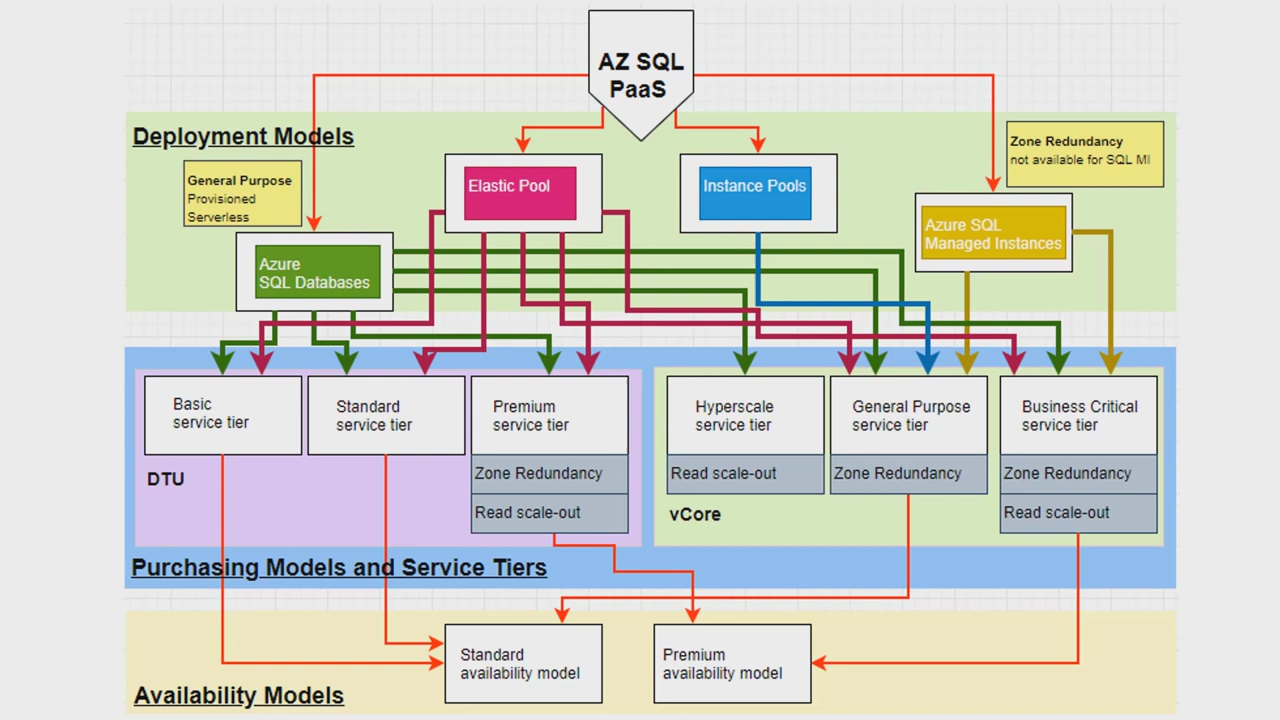 AZ SQL
PaaS
Deployment Models
Zone Redundancy
not available for SQL MI
General Purpose
Provisioned
Serverless
Elastic Pool
Instance Pools
Azure SQL
Managed Instances
Azure
SQL Databases
Basic
service tier
Standard
service tier
Premium
service tier
Hyperscale
service tier
General Purpose
service tier
Business Critical
service tier
DTU
Zone Redundancy
Read scale-out
Read scale-out
Zone Redundancy
Zone Redundancy
Read scale-out
vCore
Purchasing Models and Service Tiers
Standard
availability model
Premium
availability model
Availability Models